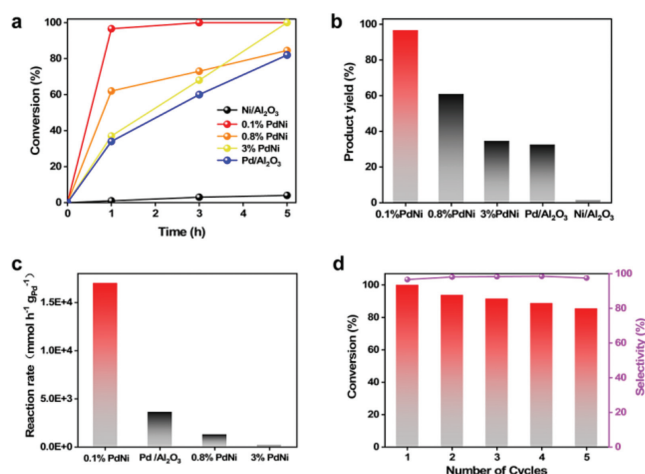 a
Conversion (%)
100
80
60
40
20
0
Ni/Al₂O₃
0.1% PdNi
0.8% PdNi
3% PdNi
Pd/Al₂O₃
0 1 2 3 4 5
Time (h)
b
Product yield (%)
100
80
60
40
20
0
0.1%PdNi 0.8%PdNi 3%PdNi Pd/Al₂O₃ Ni/Al₂O₃
c
Reaction rate (mmol h⁻¹ gPd⁻¹)
1.5E+4
1.0E+4
5.0E+3
0.0E+0
0.1% PdNi Pd /Al₂O₃ 0.8% PdNi 3% PdNi
d
Conversion (%)
100
80
60
40
20
0
1 2 3 4 5
Number of Cycles
100
80
60
40
20
0
Selectivity (%)